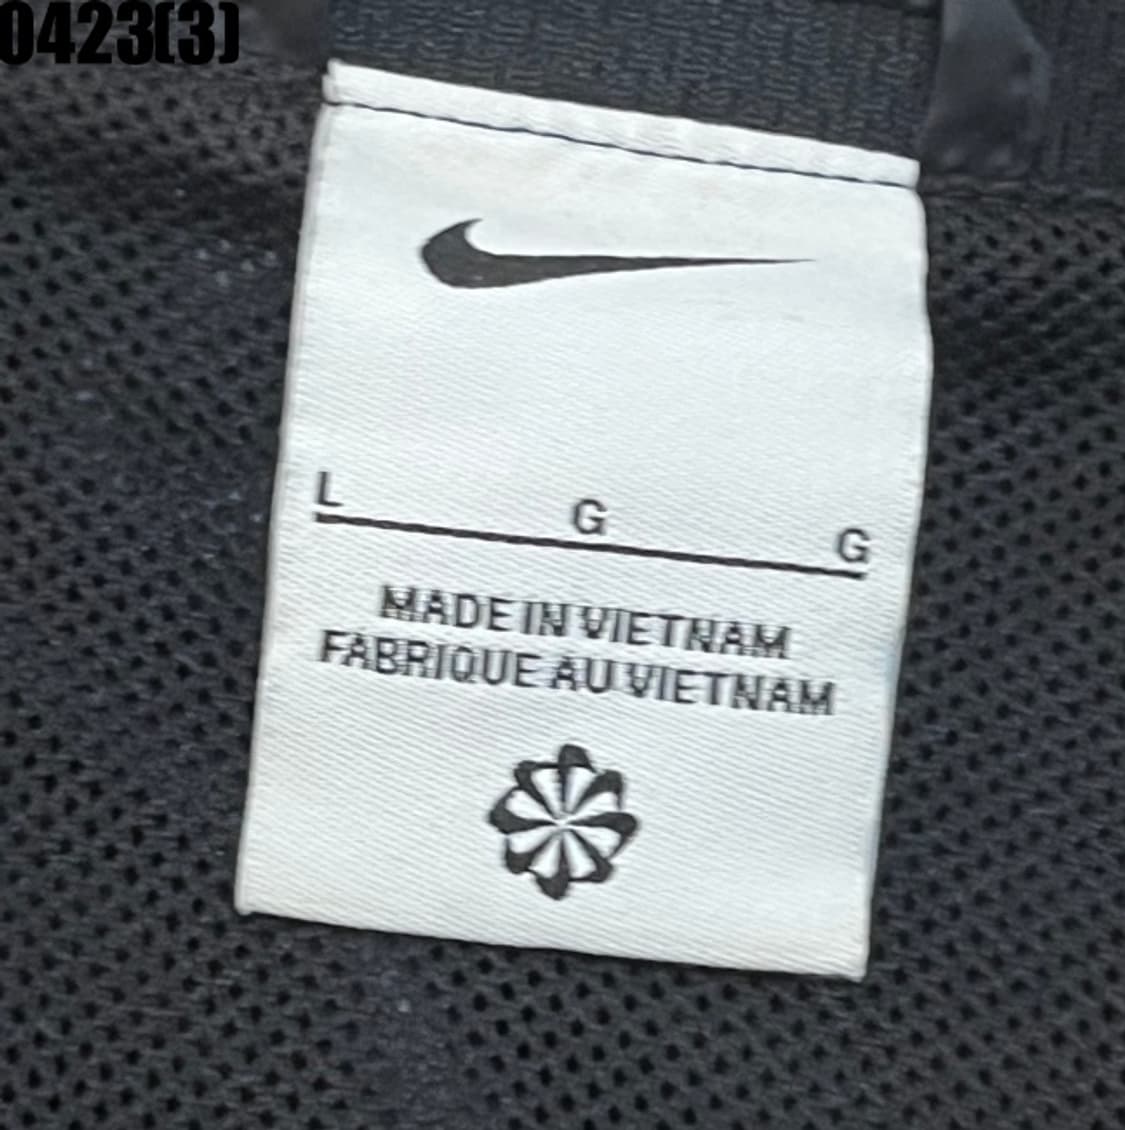 0423(3)
L G G
MADE IN VIETNAM
FABRIQUE AU VIETNAM